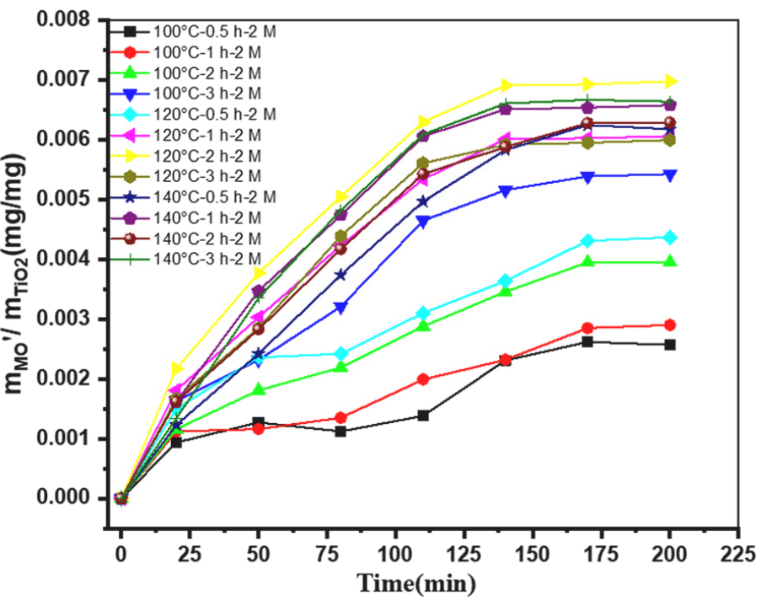 0.008
0.007
0.006
0.005
0.004
0.003
0.002
0.001
0.000
mMO'/ mTiO2(mg/mg)
100°C-0.5 h-2 M
100°C-1 h-2 M
100°C-2 h-2 M
100°C-3 h-2 M
120°C-0.5 h-2 M
120°C-1 h-2 M
120°C-2 h-2 M
120°C-3 h-2 M
140°C-0.5 h-2 M
140°C-1 h-2 M
140°C-2 h-2 M
140°C-3 h-2 M
0 25 50 75 100 125 150 175 200 225
Time(min)